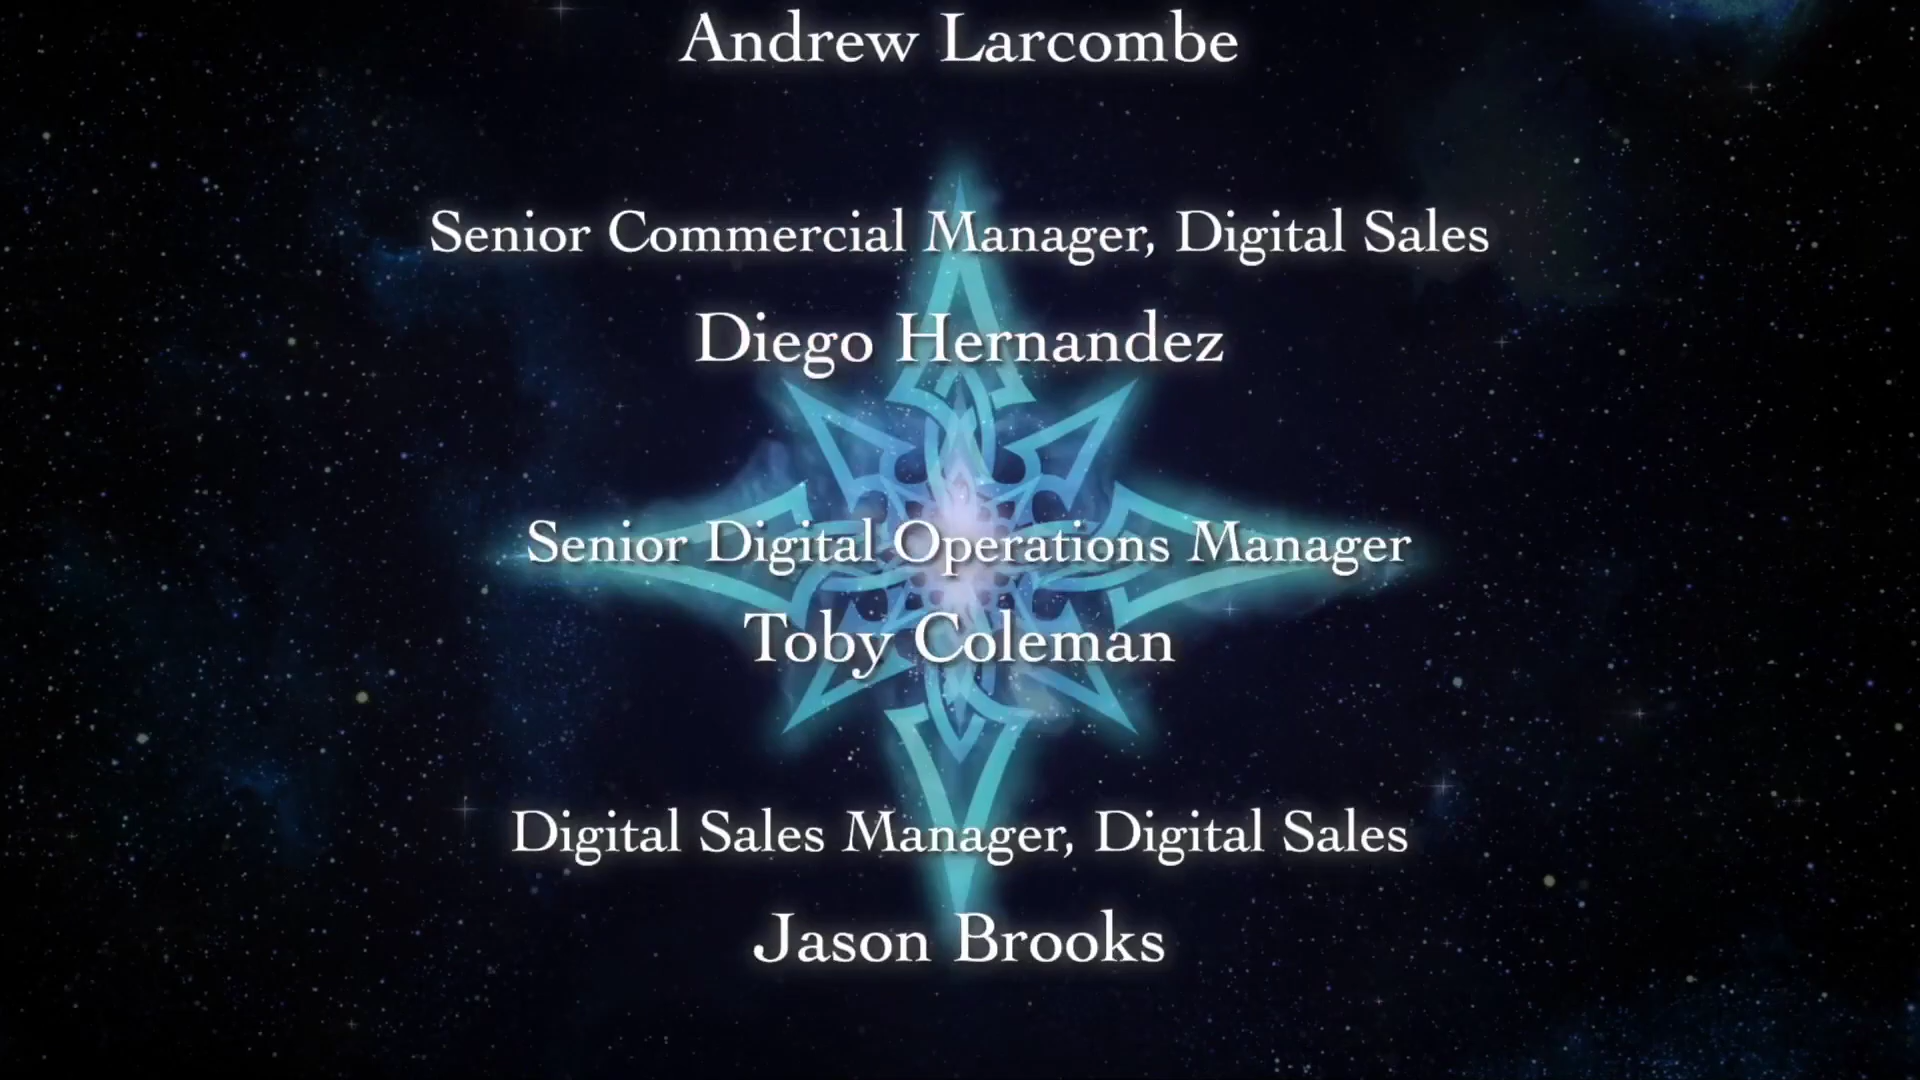 Andrew Larcombe
Senior Commercial Manager, Digital Sales
Diego Hernandez
Senior Digital Operations Manager
Toby Coleman
Digital Sales Manager, Digital Sales
Jason Brooks